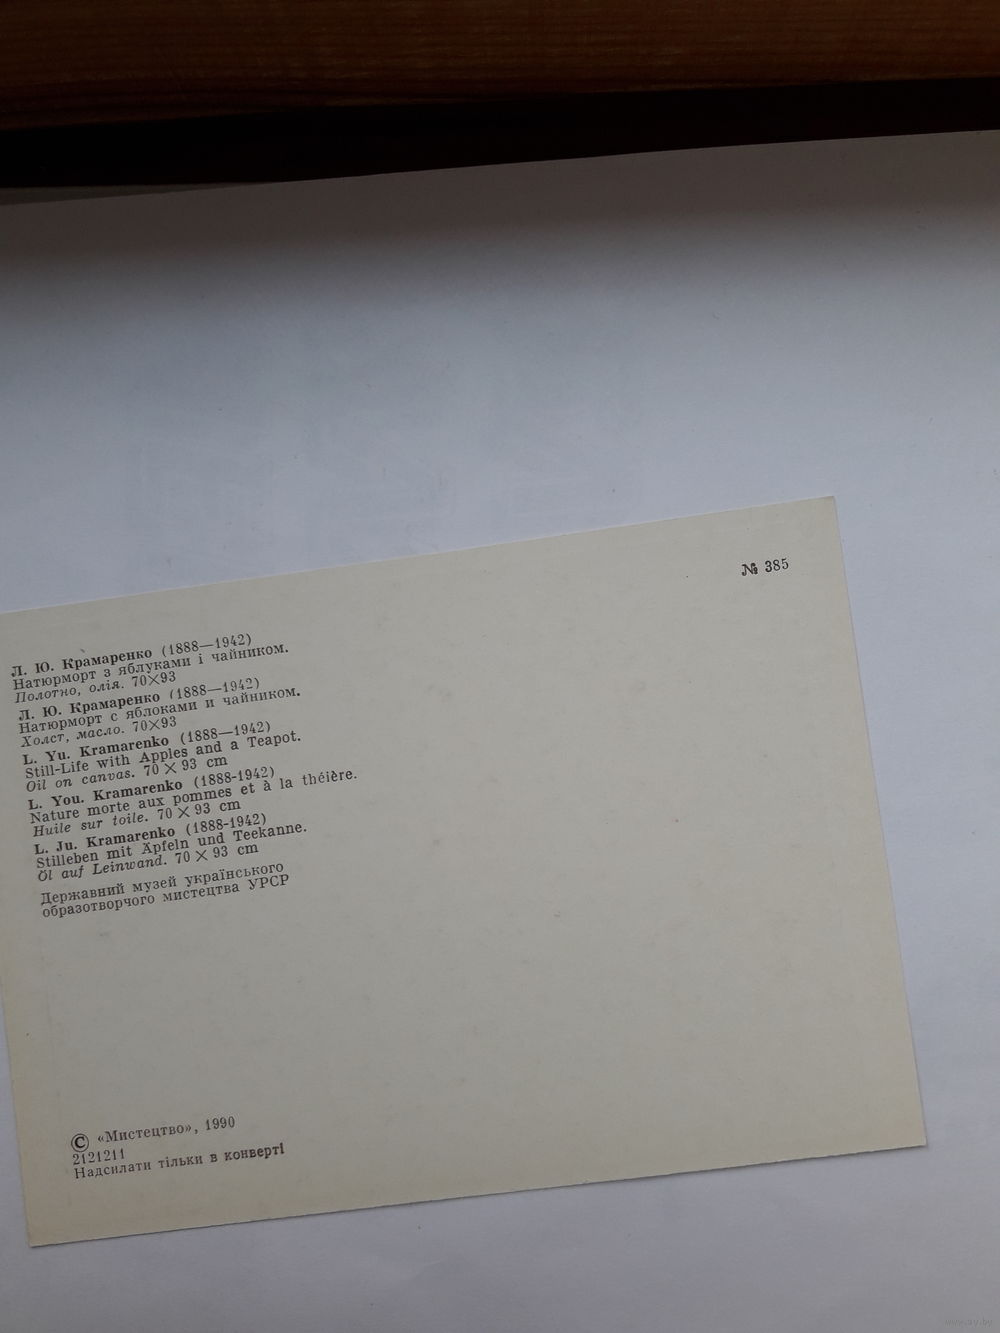 № 385
Л. Ю. Крамаренко (1888—1942)
Натюрморт з яблуками і чайником.
Полотно, олія. 70×93
Л. Ю. Крамаренко (1888—1942)
Натюрморт с яблоками и чайником.
Холст, масло. 70×93
L. Yu. Kramarenko (1888—1942)
Still-Life with Apples and a Teapot.
Oil on canvas. 70 × 93 cm
L. You. Kramarenko (1888-1942)
Nature morte aux pommes et à la théière.
Huile sur toile. 70 × 93 cm
L. Ju. Kramarenko (1888-1942)
Stilleben mit Äpfeln und Teekanne.
Öl auf Leinwand. 70 × 93 cm
Державний музей українського
образотворчого мистецтва УРСР
© «Мистецтво», 1990
2121211
Надсилати тільки в конверті